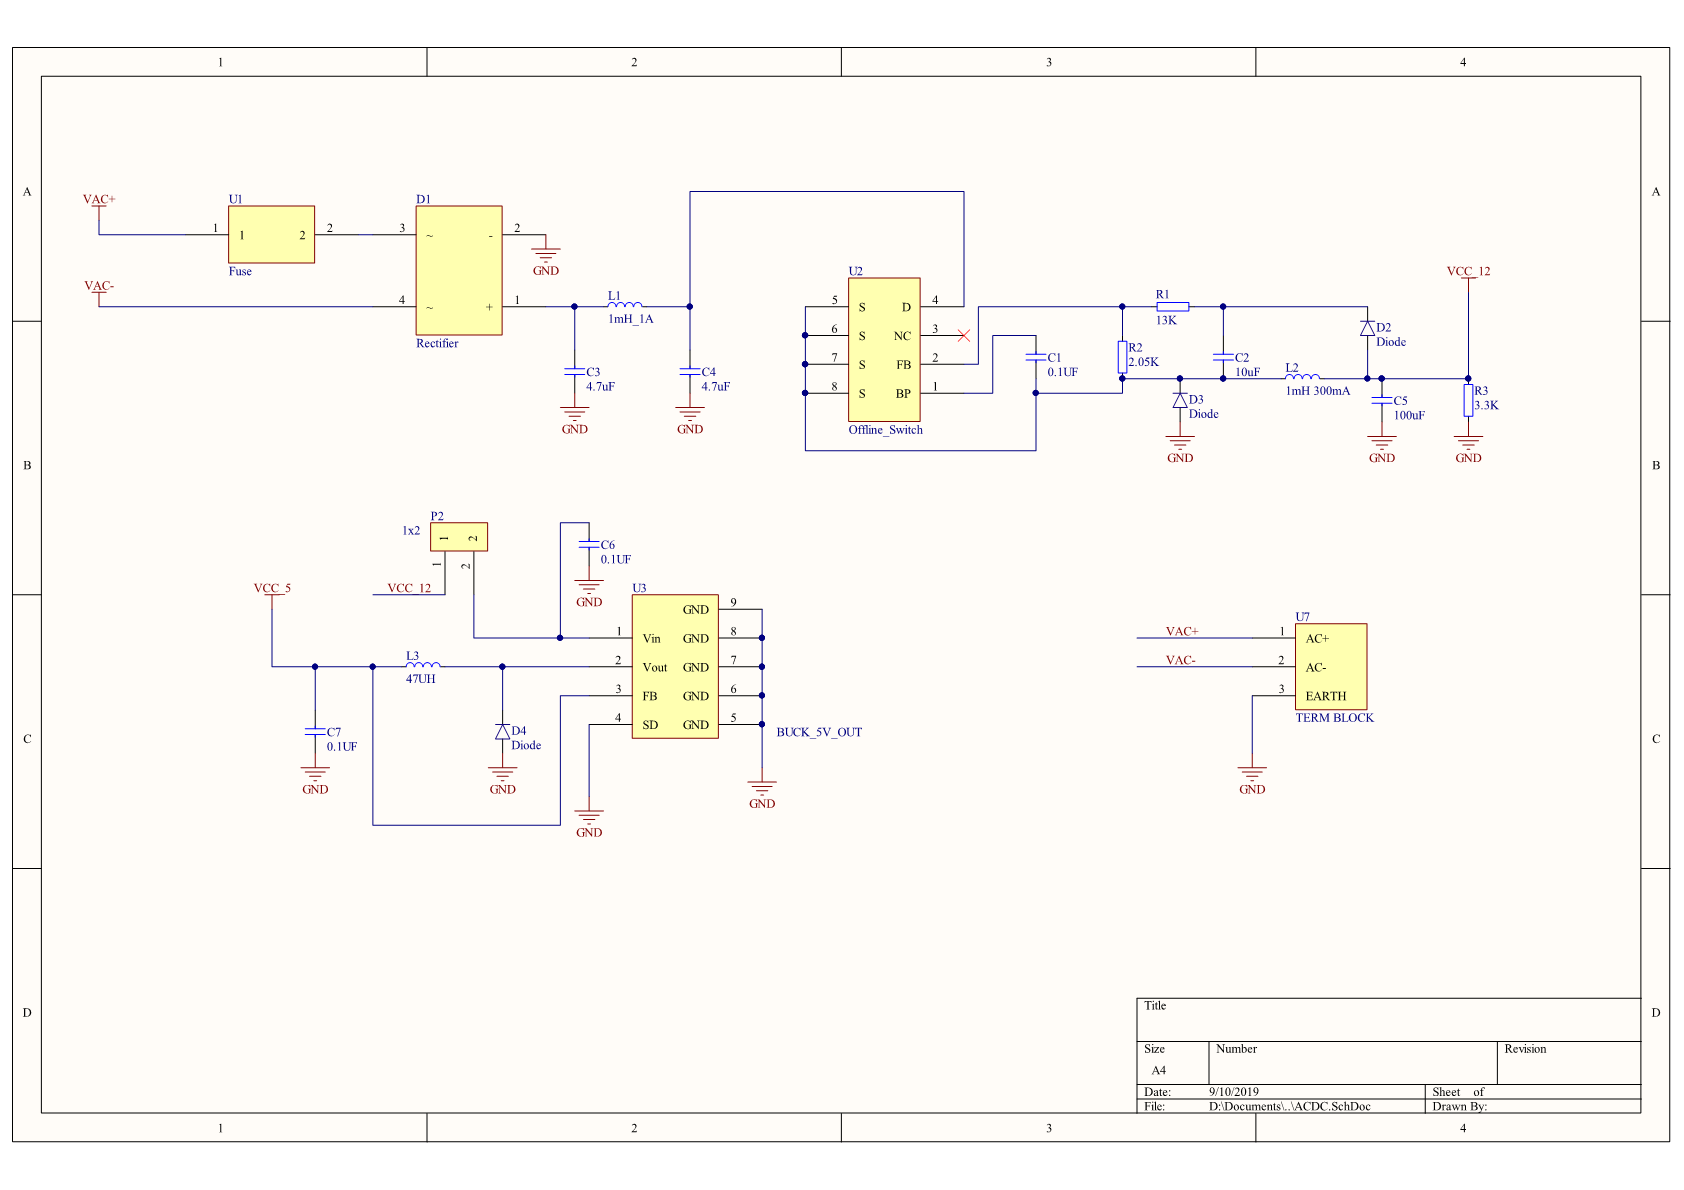 1 2 3 4
A A
VAC+
U1
1 1 2 2
Fuse
VAC-
D1
3 ~ - 2
4 ~ + 1
Rectifier
GND
L1
1mH_1A
C3
4.7uF
GND
C4
4.7uF
GND
U2
5 S D 4
6 S NC 3
7 S FB 2
8 S BP 1
Offline_Switch
C1
0.1UF
R1
13K
R2
2.05K
C2
10uF
D3
Diode
GND
L2
1mH 300mA
D2
Diode
C5
100uF
GND
VCC_12
R3
3.3K
GND
B B
P2
1x2
1 2
1 2
VCC_12
VCC_5
C6
0.1UF
GND
U3
GND 9
1 Vin GND 8
2 Vout GND 7
3 FB GND 6
4 SD GND 5
BUCK_5V_OUT
GND
GND
L3
47UH
C7
0.1UF
GND
D4
Diode
GND
U7
VAC+ 1 AC+
VAC- 2 AC-
3 EARTH
TERM BLOCK
GND
C C
D D
Title
Size Number Revision
A4
Date: 9/10/2019 Sheet of
File: D:\Documents\..\ACDC.SchDoc Drawn By:
1 2 3 4